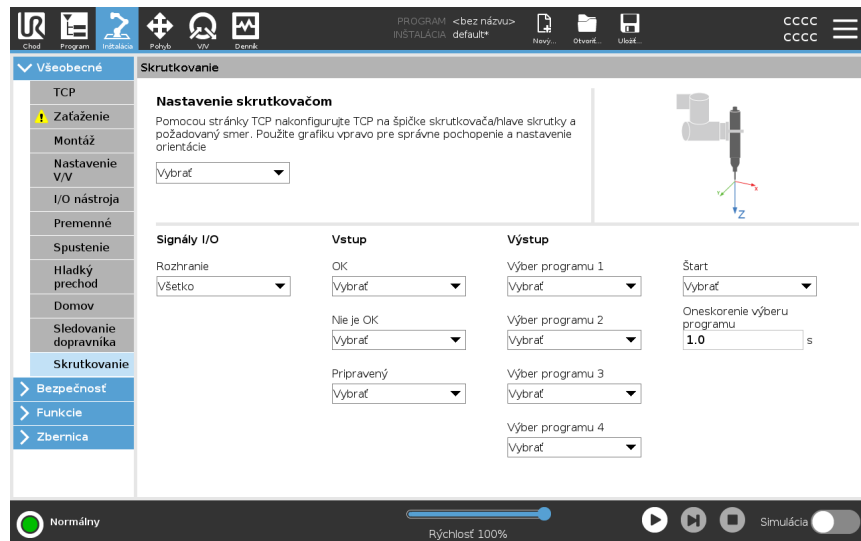 PROGRAM <bez názvu>
INŠTALÁCIA default*
cccc
cccc
Chod Program Inštalácia Pohyb V/V Denník Nový... Otvoriť... Uložiť...
Všeobecné
Skrutkovanie
TCP
Zaťaženie
Montáž
Nastavenie
V/V
I/O nástroja
Premenné
Spustenie
Hladký
prechod
Domov
Sledovanie
dopravníka
Skrutkovanie
Bezpečnosť
Funkcie
Zbernica
Nastavenie skrutkovačom
Pomocou stránky TCP nakonfigurujte TCP na špičke skrutkovača/hlave skrutky a
požadovaný smer. Použite grafiku vpravo pre správne pochopenie a nastavenie
orientácie
Vybrať
Y
X
Z
Signály I/O
Rozhranie
Všetko
Vstup
OK
Vybrať
Nie je OK
Vybrať
Pripravený
Vybrať
Výstup
Výber programu 1
Vybrať
Výber programu 2
Vybrať
Výber programu 3
Vybrať
Výber programu 4
Vybrať
Štart
Vybrať
Oneskorenie výberu
programu
1.0 s
Normálny
Rýchlosť 100%
Simulácia